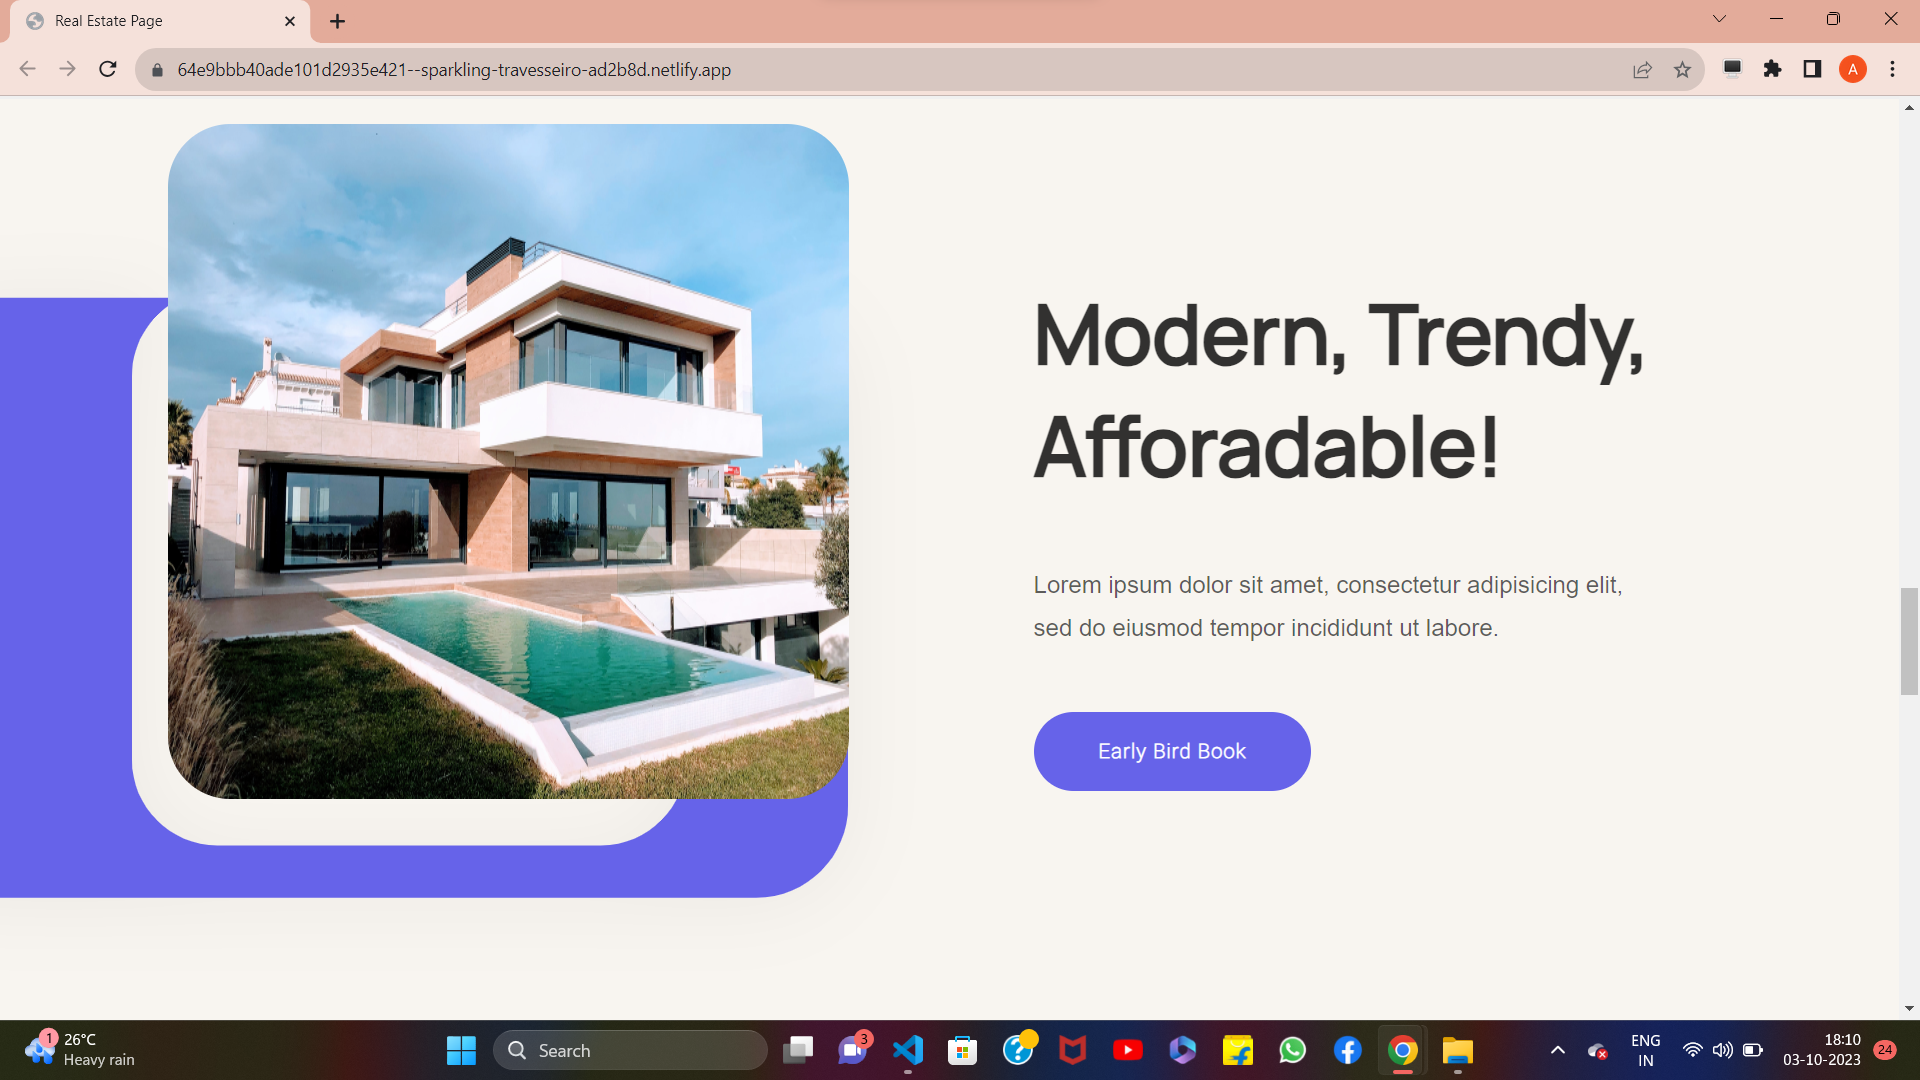 Real Estate Page
64e9bbb40ade101d2935e421--sparkling-travesseiro-ad2b8d.netlify.app
A
Modern, Trendy,
Afforadable!
Lorem ipsum dolor sit amet, consectetur adipisicing elit,
sed do eiusmod tempor incididunt ut labore.
Early Bird Book
1
26°C
Heavy rain
Search
3
ENG
IN
18:10
03-10-2023
24